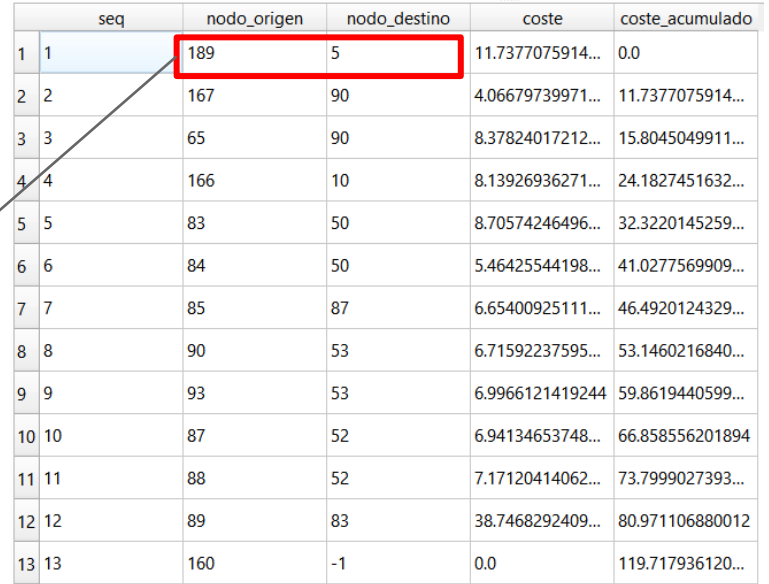 seq nodo_origen nodo_destino coste coste_acumulado
1 1 189 5 11.7377075914... 0.0
2 2 167 90 4.06679739971... 11.7377075914...
3 3 65 90 8.37824017212... 15.8045049911...
4 4 166 10 8.13926936271... 24.1827451632...
5 5 83 50 8.70574246496... 32.3220145259...
6 6 84 50 5.46425544198... 41.0277569909...
7 7 85 87 6.65400925111... 46.4920124329...
8 8 90 53 6.71592237595... 53.1460216840...
9 9 93 53 6.9966121419244 59.8619440599...
10 10 87 52 6.94134653748... 66.858556201894
11 11 88 52 7.17120414062... 73.7999027393...
12 12 89 83 38.7468292409... 80.971106880012
13 13 160 -1 0.0 119.717936120...